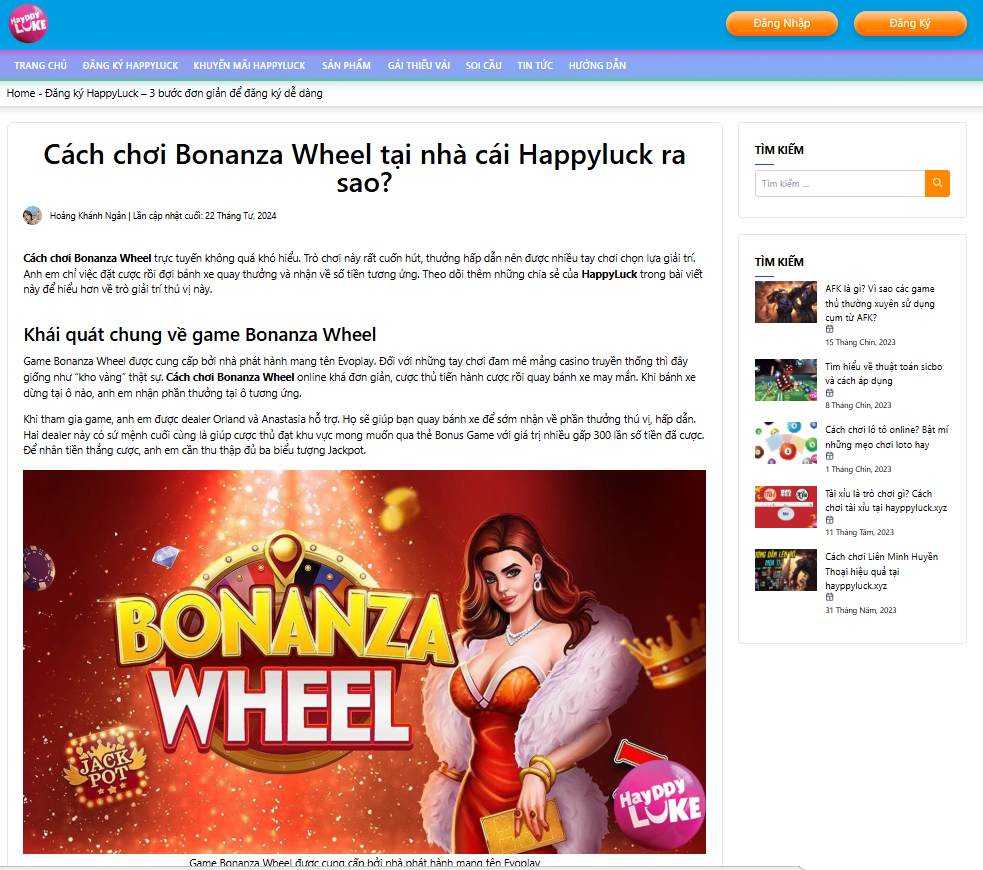 HayDDY
LUKE
Đăng Nhập
Đăng Ký
TRANG CHỦ ĐĂNG KÝ HAPPYLUCK KHUYẾN MÃI HAPPYLUCK SẢN PHẨM GÁI THIẾU VẢI SOI CẦU TIN TỨC HƯỚNG DẪN
Home - Đăng ký HappyLuck – 3 bước đơn giản để đăng ký dễ dàng
Cách chơi Bonanza Wheel tại nhà cái Happyluck ra
sao?
Hoàng Khánh Ngân | Lần cập nhật cuối: 22 Tháng Tư, 2024
Cách chơi Bonanza Wheel trực tuyến không quá khó hiểu. Trò chơi này rất cuốn hút, thưởng hấp dẫn nên được nhiều tay chơi chọn lựa giải trí.
Anh em chỉ việc đặt cược rồi đợi bánh xe quay thưởng và nhận về số tiền tương ứng. Theo dõi thêm những chia sẻ của HappyLuck trong bài viết
này để hiểu hơn về trò giải trí thú vị này.
Khái quát chung về game Bonanza Wheel
Game Bonanza Wheel được cung cấp bởi nhà phát hành mang tên Evoplay. Đối với những tay chơi đam mê mảng casino truyền thống thì đây
giống như “kho vàng” thật sự. Cách chơi Bonanza Wheel online khá đơn giản, cược thủ tiến hành cược rồi quay bánh xe may mắn. Khi bánh xe
dừng tại ô nào, anh em nhận phần thưởng tại ô tương ứng.
Khi tham gia game, anh em được dealer Orland và Anastasia hỗ trợ. Họ sẽ giúp bạn quay bánh xe để sớm nhận về phần thưởng thú vị, hấp dẫn.
Hai dealer này có sứ mệnh cuối cùng là giúp cược thủ đạt khu vực mong muốn qua thẻ Bonus Game với giá trị nhiều gấp 300 lần số tiền đã cược.
Để nhân tiền thắng cược, anh em cần thu thập đủ ba biểu tượng Jackpot.
BONANZA
WHEEL
JACK
POT
HayDDY
LUKE
Game Bonanza Wheel được cung cấp bởi nhà phát hành mang tên Evoplay
TÌM KIẾM
Tìm kiếm ...
TÌM KIẾM
AFK là gì? Vì sao các game
thủ thường xuyên sử dụng
cụm từ AFK?
15 Tháng Chín, 2023
Tìm hiểu về thuật toán sicbo
và cách áp dụng
8 Tháng Chín, 2023
Cách chơi lô tô online? Bật mí
những mẹo chơi loto hay
1 Tháng Chín, 2023
Tài xỉu là trò chơi gì? Cách
chơi tài xỉu tại hayppyluck.xyz
11 Tháng Tám, 2023
Cách chơi Liên Minh Huyền
Thoại hiệu quả tại
hayppyluck.xyz
31 Tháng Năm, 2023